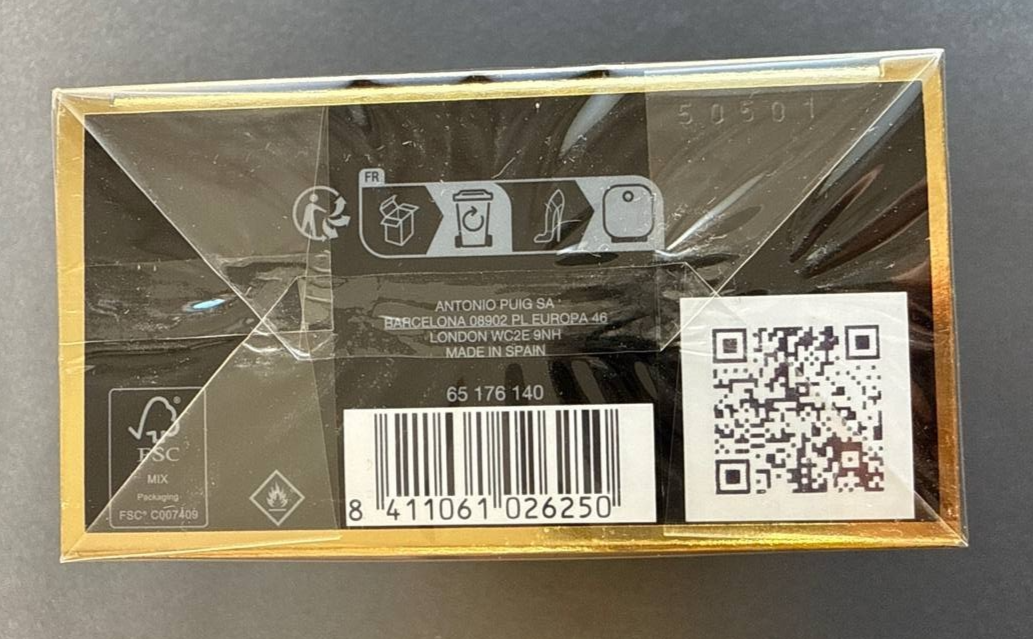 50501
FR
ANTONIO PUIG SA
BARCELONA 08902 PL EUROPA 46
LONDON WC2E 9NH
MADE IN SPAIN
65 176 140
FSC
MIX
Packaging
FSC® C007409
8 411061 026250